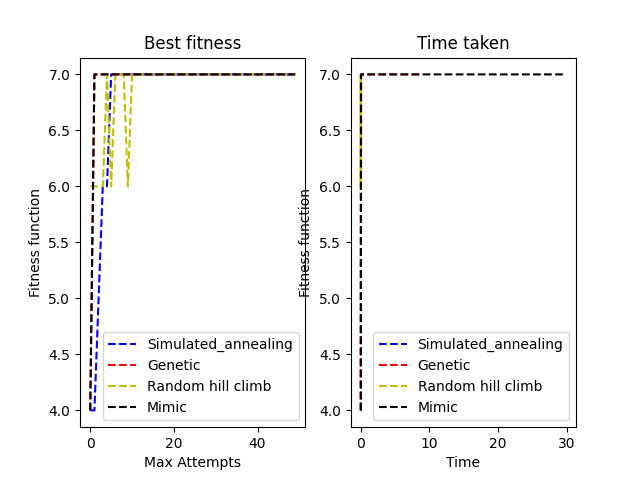 Best fitness
Fitness function
7.0
6.5
6.0
5.5
5.0
4.5
4.0
Simulated_annealing
Genetic
Random hill climb
Mimic
0 20 40
Max Attempts
Time taken
Fitness function
7.0
6.5
6.0
5.5
5.0
4.5
4.0
Simulated_annealing
Genetic
Random hill climb
Mimic
0 10 20 30
Time